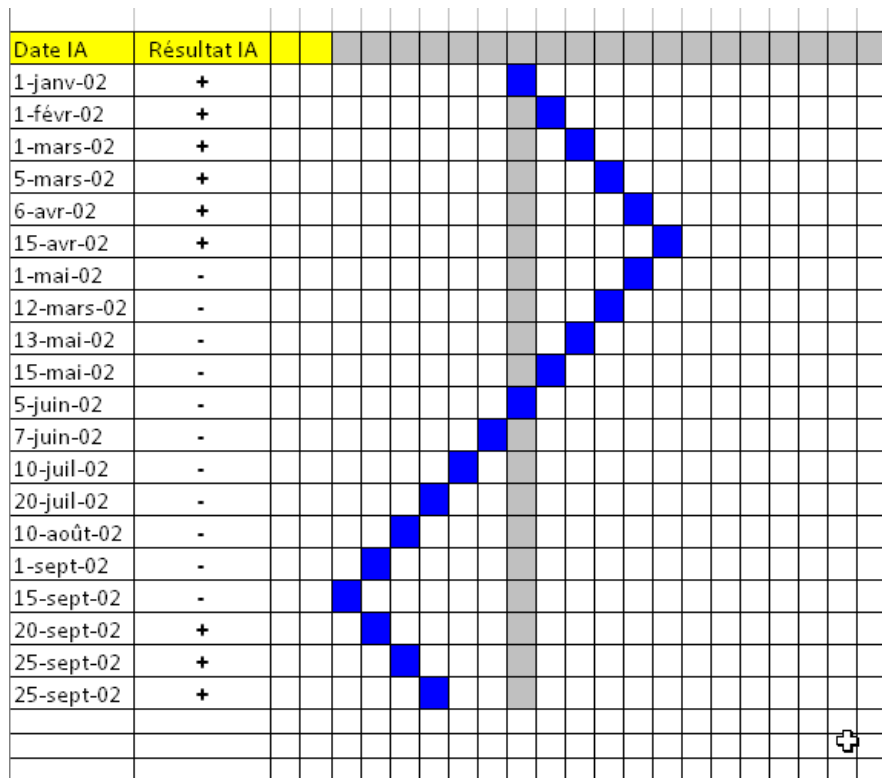 Date IA Résultat IA
1-janv-02 +
1-févr-02 +
1-mars-02 +
5-mars-02 +
6-avr-02 +
15-avr-02 +
1-mai-02 -
12-mars-02 -
13-mai-02 -
15-mai-02 -
5-juin-02 -
7-juin-02 -
10-juil-02 -
20-juil-02 -
10-août-02 -
1-sept-02 -
15-sept-02 -
20-sept-02 +
25-sept-02 +
25-sept-02 +